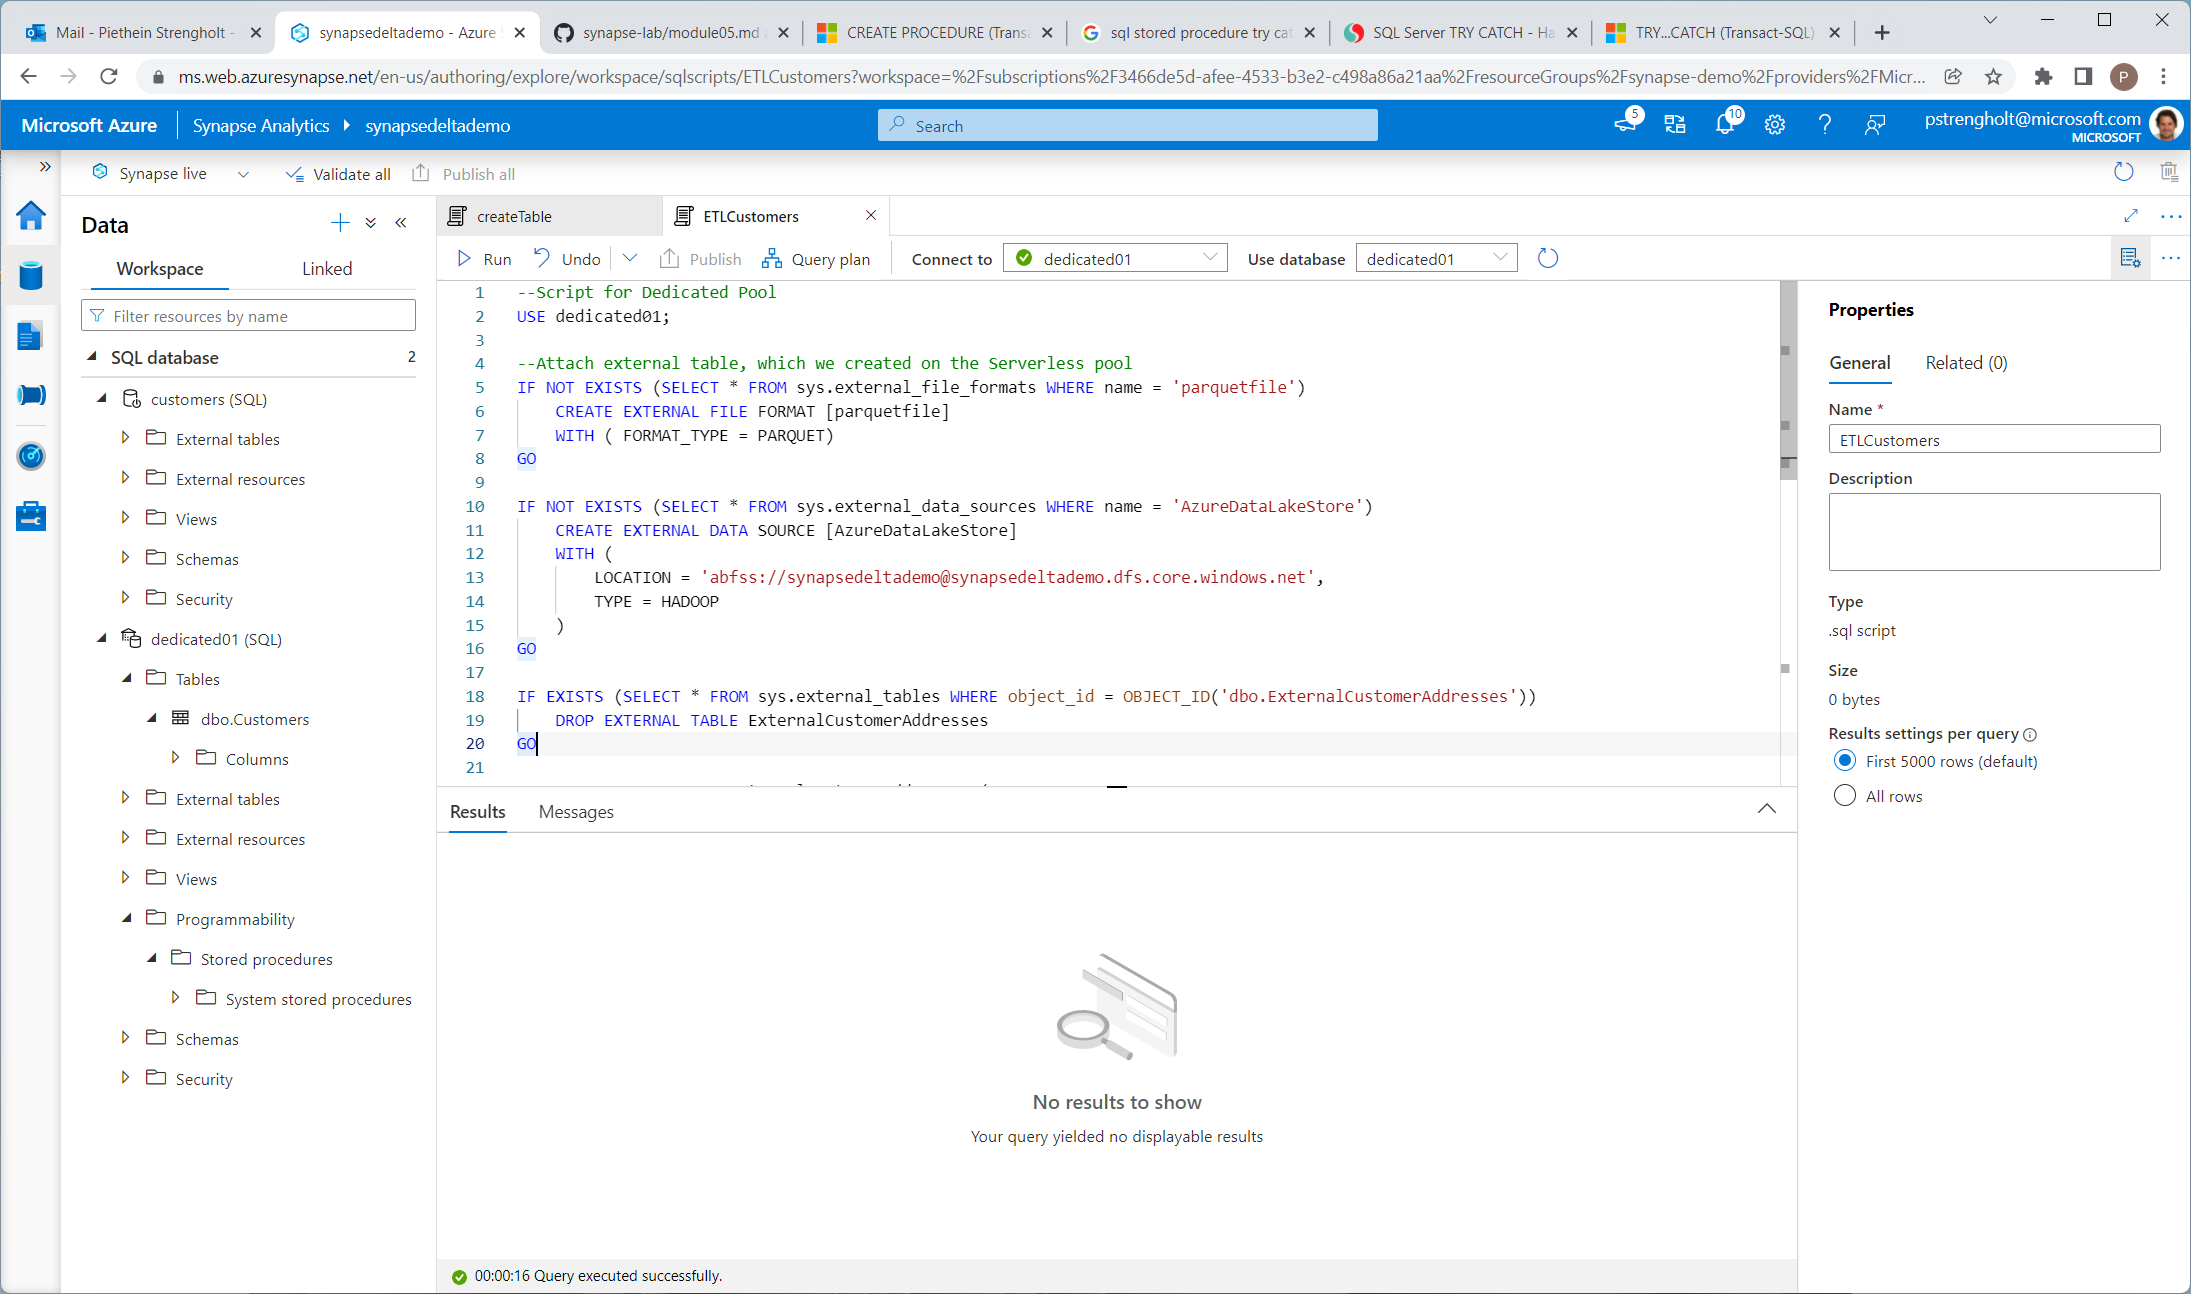 Mail - Piethein Strengholt -
synapsedeltademo - Azure
synapse-lab/module05.md
CREATE PROCEDURE (Trans
sql stored procedure try cat
SQL Server TRY CATCH - Ha
TRY...CATCH (Transact-SQL)
ms.web.azuresynapse.net/en-us/authoring/explore/workspace/sqlscripts/ETLCustomers?workspace=%2Fsubscriptions%2F3466de5d-afee-4533-b3e2-c498a86a21aa%2FresourceGroups%2Fsynapse-demo%2Fproviders%2FMicr...
P
Microsoft Azure
Synapse Analytics
synapsedeltademo
Search
5
10
pstrengholt@microsoft.com
MICROSOFT
Synapse live
Validate all
Publish all
Data
Workspace
Linked
Filter resources by name
SQL database 2
customers (SQL)
External tables
External resources
Views
Schemas
Security
dedicated01 (SQL)
Tables
dbo.Customers
Columns
External tables
External resources
Views
Programmability
Stored procedures
System stored procedures
Schemas
Security
createTable
ETLCustomers
Run
Undo
Publish
Query plan
Connect to
dedicated01
Use database
dedicated01
1 --Script for Dedicated Pool
2 USE dedicated01;
3
4 --Attach external table, which we created on the Serverless pool
5 IF NOT EXISTS (SELECT * FROM sys.external_file_formats WHERE name = 'parquetfile')
6 CREATE EXTERNAL FILE FORMAT [parquetfile]
7 WITH ( FORMAT_TYPE = PARQUET)
8 GO
9
10 IF NOT EXISTS (SELECT * FROM sys.external_data_sources WHERE name = 'AzureDataLakeStore')
11 CREATE EXTERNAL DATA SOURCE [AzureDataLakeStore]
12 WITH (
13 LOCATION = 'abfss://synapsedeltademo@synapsedeltademo.dfs.core.windows.net',
14 TYPE = HADOOP
15 )
16 GO
17
18 IF EXISTS (SELECT * FROM sys.external_tables WHERE object_id = OBJECT_ID('dbo.ExternalCustomerAddresses'))
19 DROP EXTERNAL TABLE ExternalCustomerAddresses
20 GO
21
Results
Messages
No results to show
Your query yielded no displayable results
00:00:16 Query executed successfully.
Properties
General
Related (0)
Name *
ETLCustomers
Description
Type
.sql script
Size
0 bytes
Results settings per query
First 5000 rows (default)
All rows